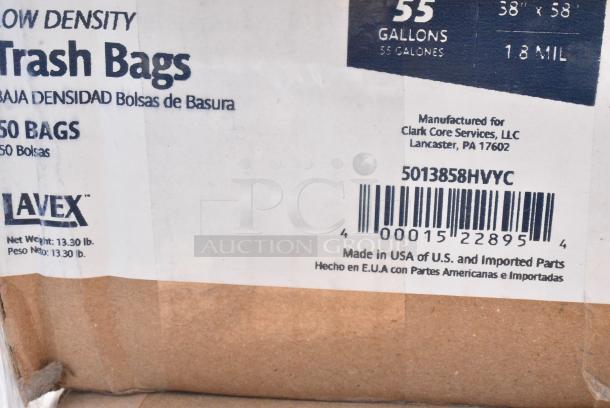 LOW DENSITY
Trash Bags
BAJA DENSIDAD Bolsas de Basura
50 BAGS
50 Bolsas
LAVEX™
Net Weight: 13.30 lb.
Peso Neto: 13.30 lb.
55
GALLONS
55 GALONES
38" x 58"
1.8 MIL
Manufactured for
Clark Core Services, LLC
Lancaster, PA 17602
5013858HVYC
4 00015 22895 4
Made in USA of U.S. and Imported Parts
Hecho en E.U.A con Partes Americanas e Importadas
PCI
AUCTION GROUP